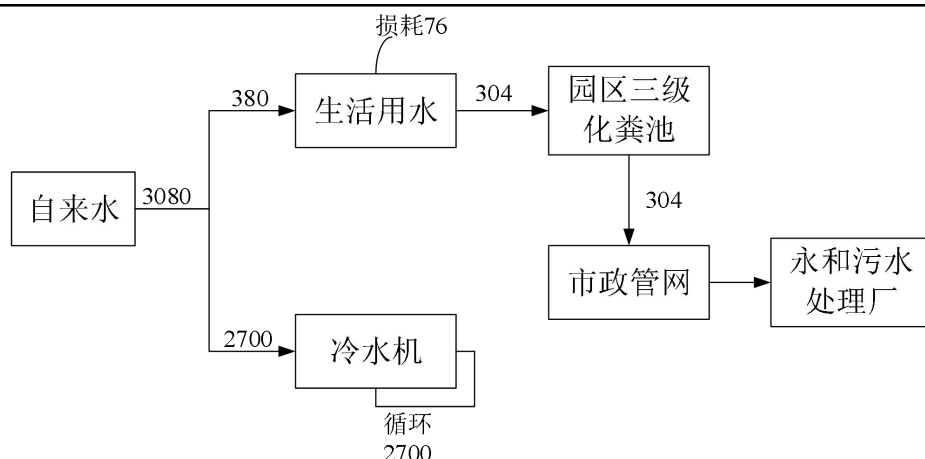 损耗76
380
生活用水
304
园区三级
化粪池
自来水
3080
304
市政管网
永和污水
处理厂
2700
冷水机
循环
2700